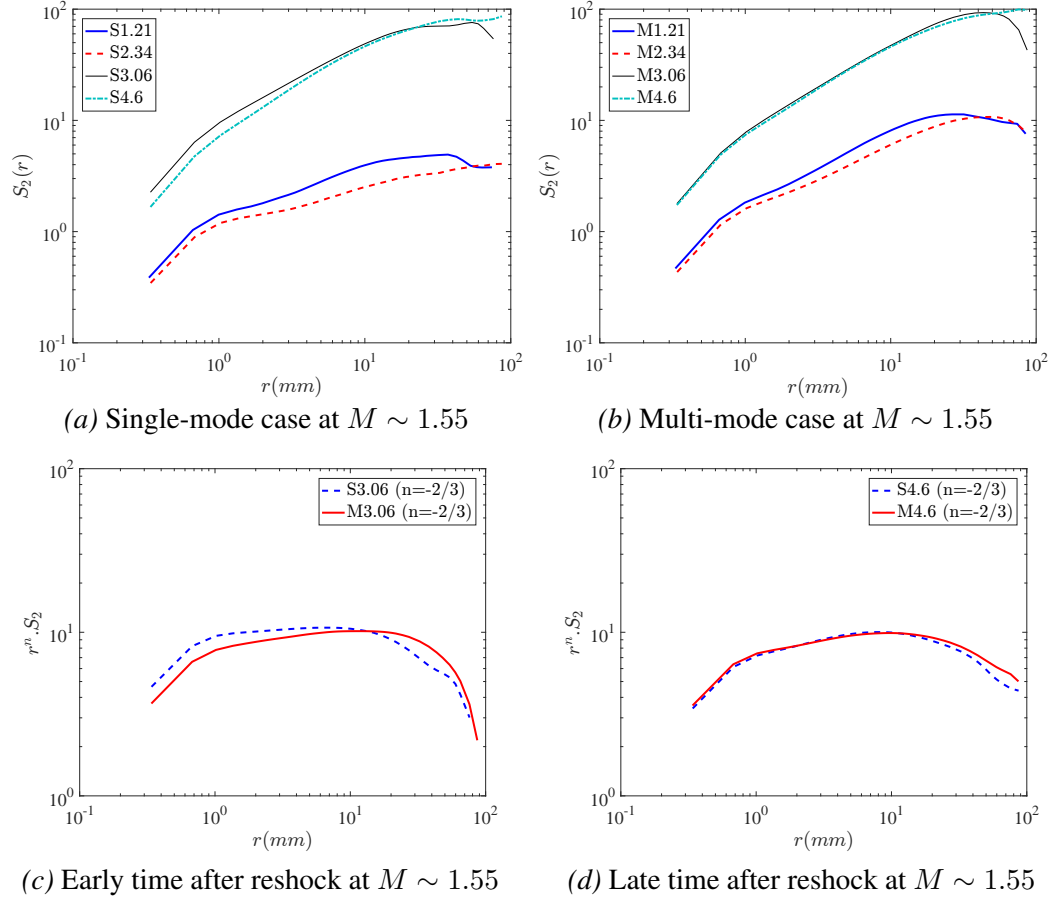 S1.21
S2.34
S3.06
S4.6
10^2
10^1
10^0
10^-1
S_2(r)
10^-1 10^0 10^1 10^2
r(mm)
(a) Single-mode case at M ∼ 1.55
M1.21
M2.34
M3.06
M4.6
10^2
10^1
10^0
10^-1
S_2(r)
10^-1 10^0 10^1 10^2
r(mm)
(b) Multi-mode case at M ∼ 1.55
S3.06 (n=-2/3)
M3.06 (n=-2/3)
10^2
10^1
10^0
r^n.S_2
10^-1 10^0 10^1 10^2
r(mm)
(c) Early time after reshock at M ∼ 1.55
S4.6 (n=-2/3)
M4.6 (n=-2/3)
10^2
10^1
10^0
r^n.S_2
10^-1 10^0 10^1 10^2
r(mm)
(d) Late time after reshock at M ∼ 1.55